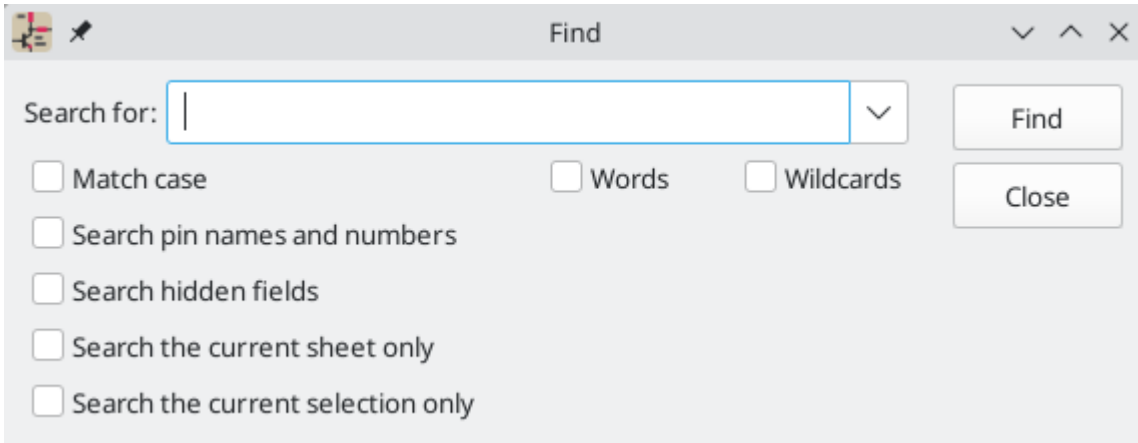 Find
Search for:
Find
Match case Words Wildcards
Close
Search pin names and numbers
Search hidden fields
Search the current sheet only
Search the current selection only